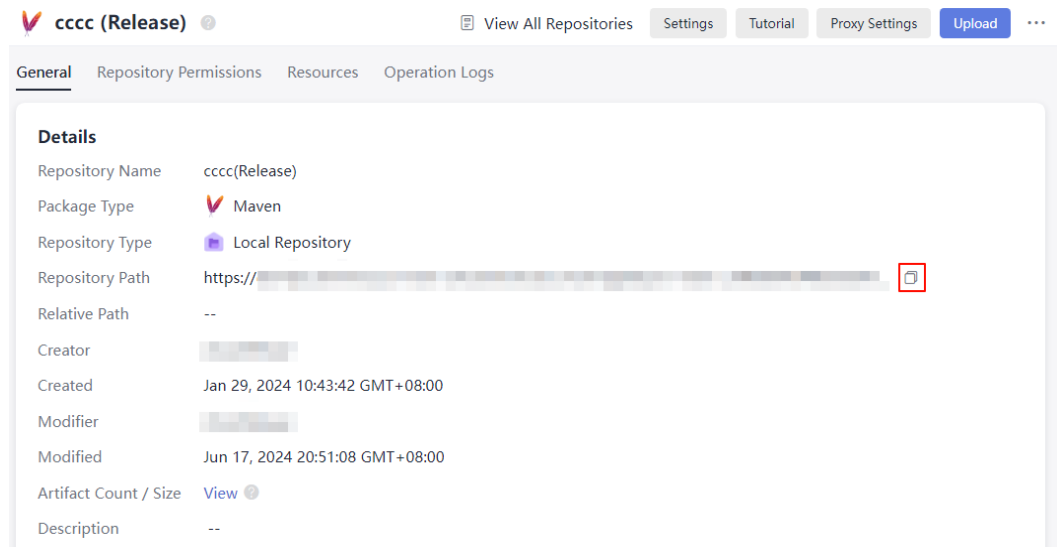 cccc (Release) View All Repositories Settings Tutorial Proxy Settings Upload
General Repository Permissions Resources Operation Logs
Details
Repository Name cccc(Release)
Package Type Maven
Repository Type Local Repository
Repository Path https://
Relative Path --
Creator
Created Jan 29, 2024 10:43:42 GMT+08:00
Modifier
Modified Jun 17, 2024 20:51:08 GMT+08:00
Artifact Count / Size View
Description --